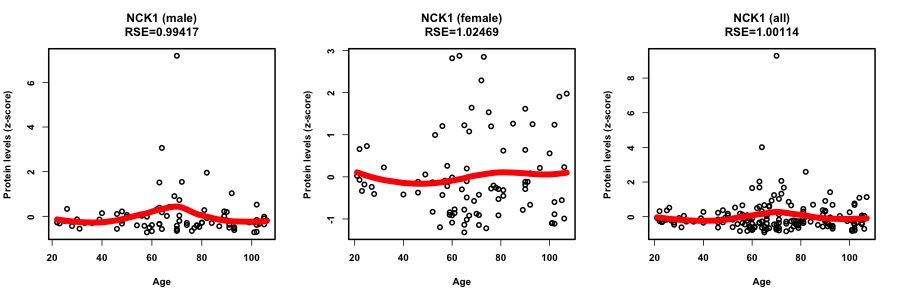 NCK1 (male)
RSE=0.99417
Protein levels (z-score)
6
4
2
0
20 40 60 80 100
Age
NCK1 (female)
RSE=1.02469
Protein levels (z-score)
3
2
1
0
-1
20 40 60 80 100
Age
NCK1 (all)
RSE=1.00114
Protein levels (z-score)
8
6
4
2
0
20 40 60 80 100
Age